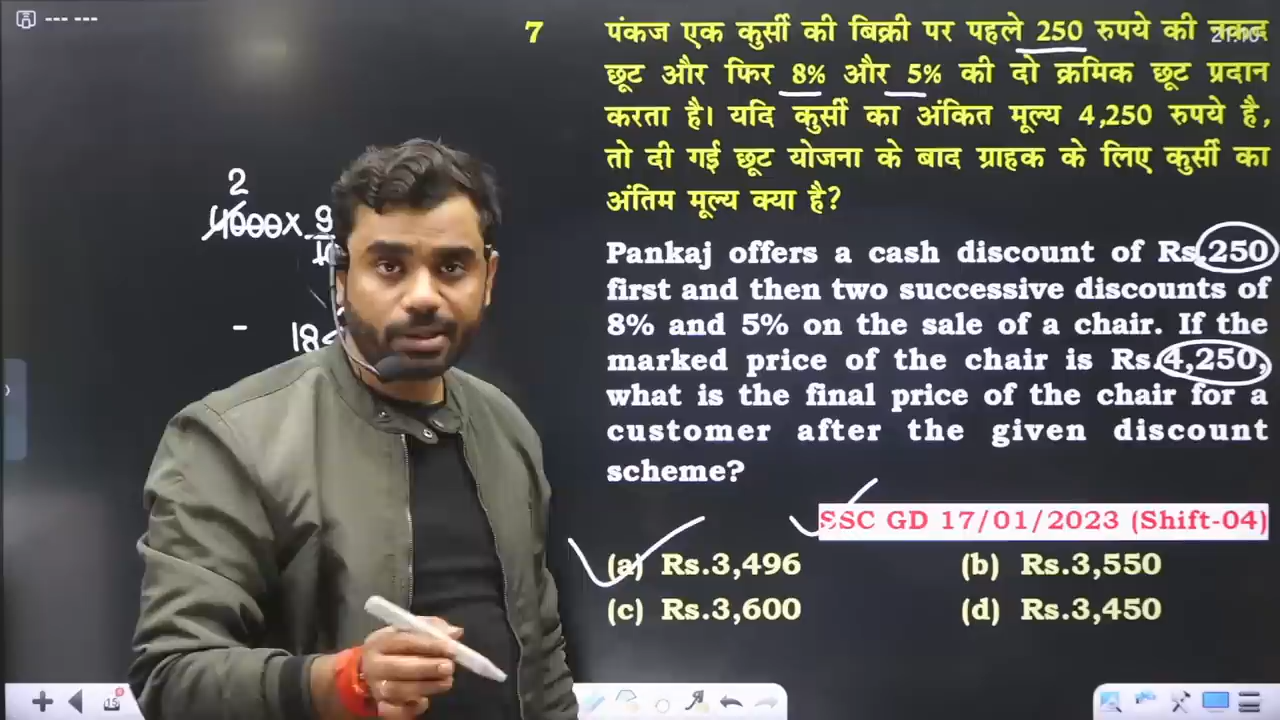 7 पंकज एक कुर्सी की बिक्री पर पहले 250 रुपये की नकद
छूट और फिर 8% और 5% की दो क्रमिक छूट प्रदान
करता है। यदि कुर्सी का अंकित मूल्य 4,250 रुपये है,
तो दी गई छूट योजना के बाद ग्राहक के लिए कुर्सी का
अंतिम मूल्य क्या है?
2
4000×9
10
- 18
Pankaj offers a cash discount of Rs.250
first and then two successive discounts of
8% and 5% on the sale of a chair. If the
marked price of the chair is Rs.4,250,
what is the final price of the chair for a
customer after the given discount
scheme?
SSC GD 17/01/2023 (Shift-04)
(a) Rs.3,496 (b) Rs.3,550
(c) Rs.3,600 (d) Rs.3,450